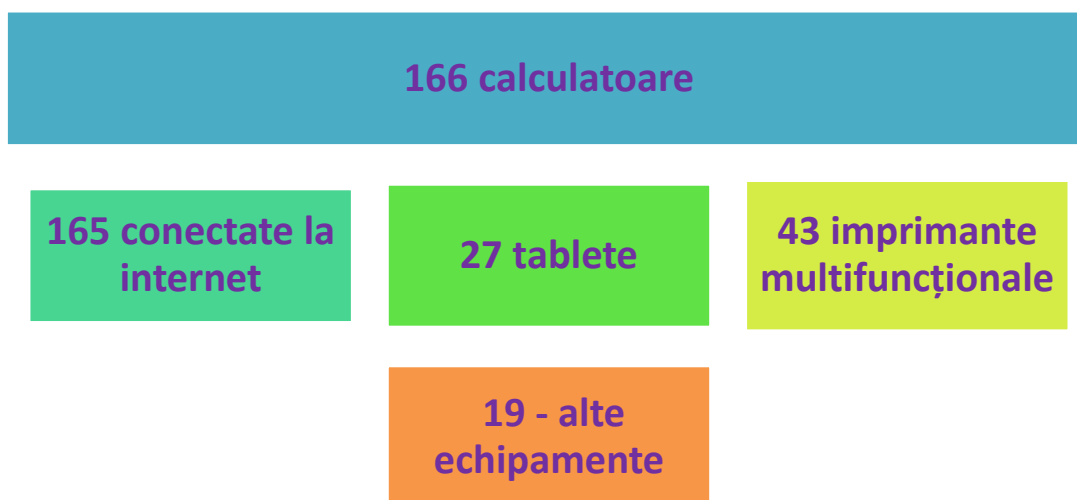 166 calculatoare
165 conectate la
internet
27 tablete
43 imprimante
multifuncționale
19 - alte
echipamente